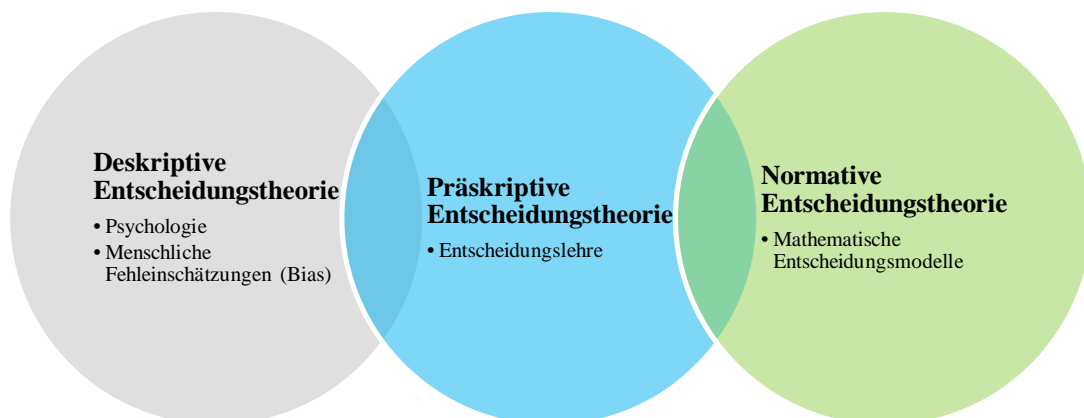 Deskriptive
Entscheidungstheorie
• Psychologie
• Menschliche
Fehleinschätzungen (Bias)
Präskriptive
Entscheidungstheorie
• Entscheidungslehre
Normative
Entscheidungstheorie
• Mathematische
Entscheidungsmodelle